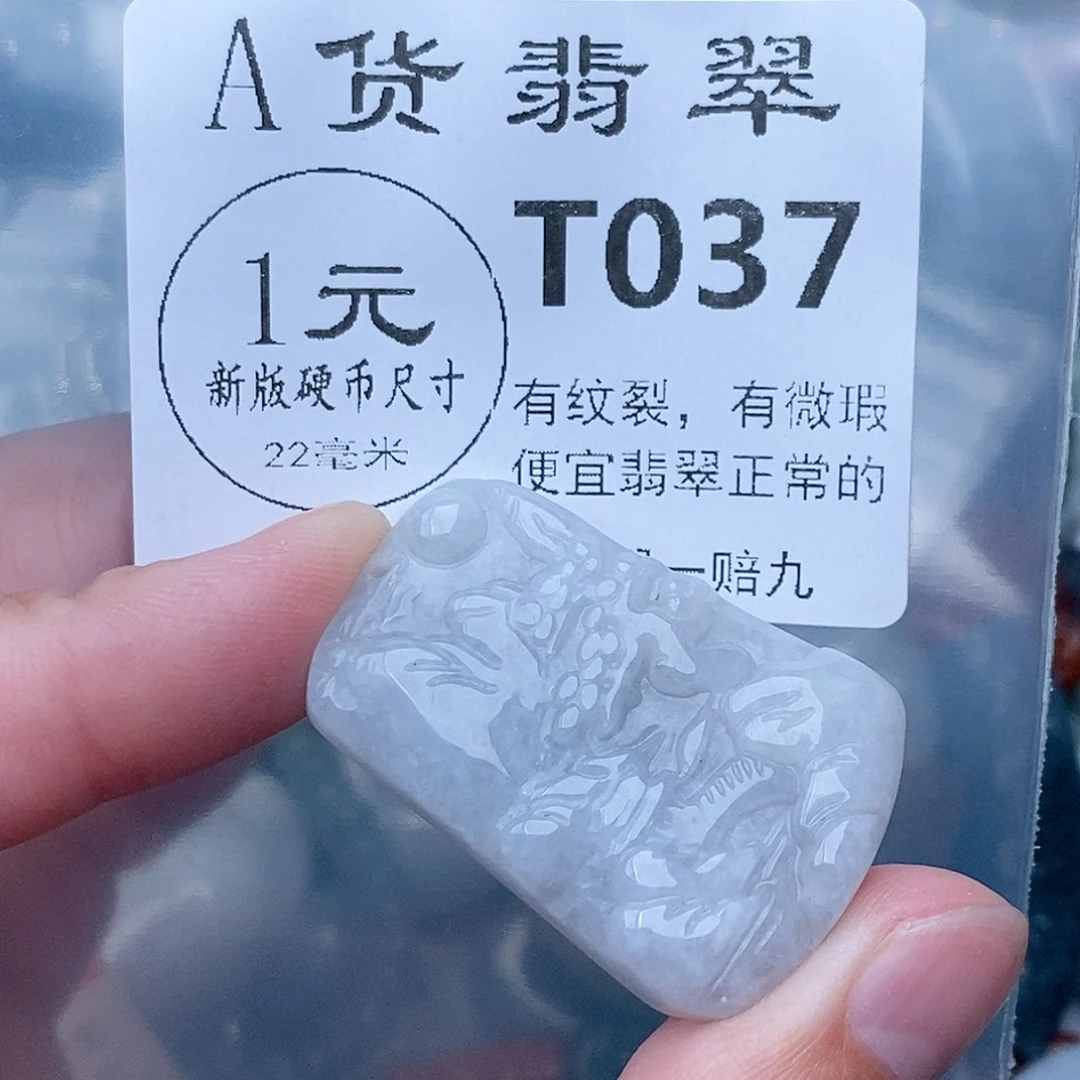 A货翡翠
T037
1元
新版硬币尺寸
22毫米
有纹裂，有微瑕
便宜翡翠正常的
一赔九